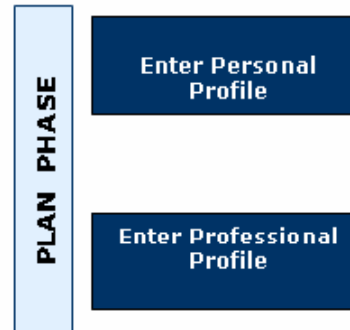 PLAN PHASE
Enter Personal
Profile
Enter Professional
Profile